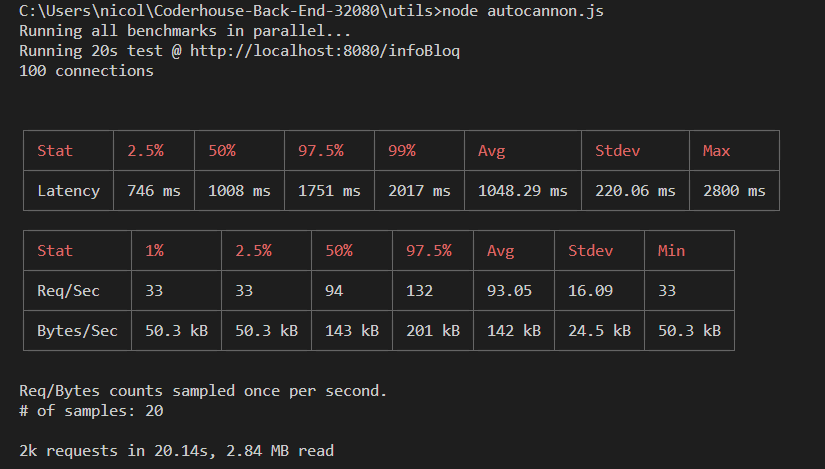 C:\Users\nicol\Coderhouse-Back-End-32080\utils>node autocannon.js
Running all benchmarks in parallel...
Running 20s test @ http://localhost:8080/infoBloq
100 connections
Stat 2.5% 50% 97.5% 99% Avg Stdev Max
Latency 746 ms 1008 ms 1751 ms 2017 ms 1048.29 ms 220.06 ms 2800 ms
Stat 1% 2.5% 50% 97.5% Avg Stdev Min
Req/Sec 33 33 94 132 93.05 16.09 33
Bytes/Sec 50.3 kB 50.3 kB 143 kB 201 kB 142 kB 24.5 kB 50.3 kB
Req/Bytes counts sampled once per second.
# of samples: 20
2k requests in 20.14s, 2.84 MB read